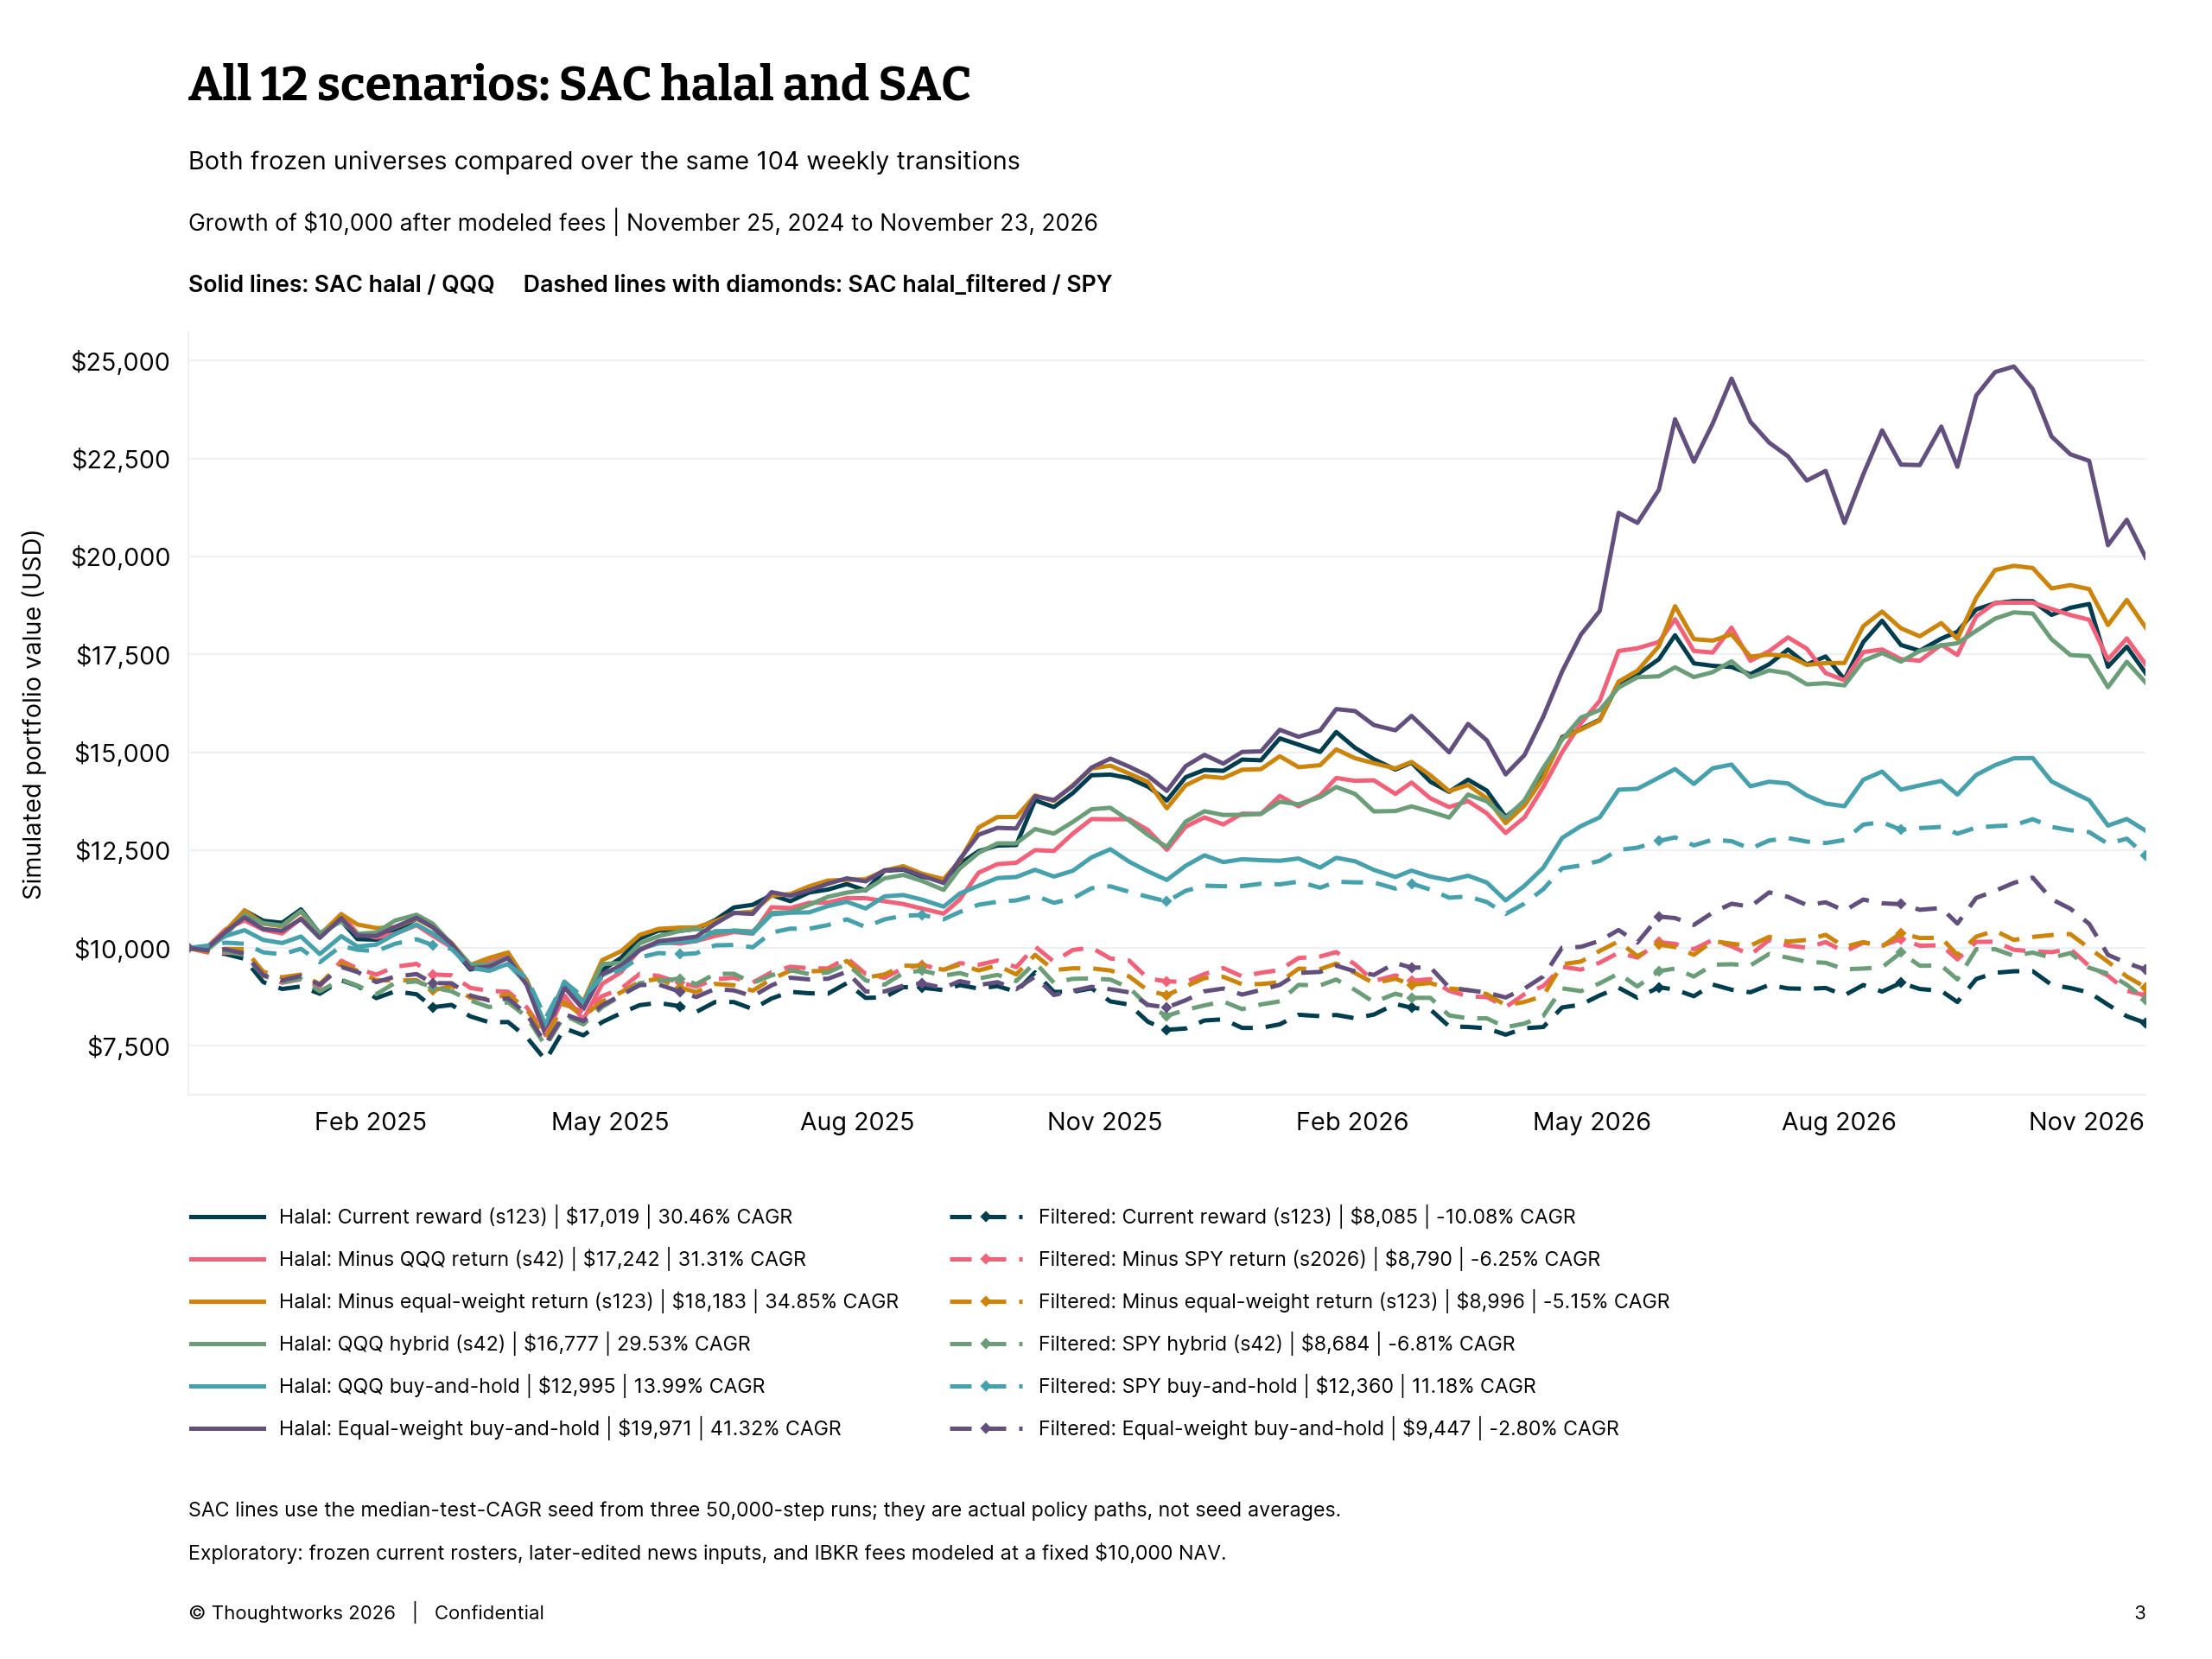 All 12 scenarios: SAC halal and SAC
Both frozen universes compared over the same 104 weekly transitions
Growth of $10,000 after modeled fees | November 25, 2024 to November 23, 2026
Solid lines: SAC halal / QQQ Dashed lines with diamonds: SAC halal_filtered / SPY
Simulated portfolio value (USD)
$25,000
$22,500
$20,000
$17,500
$15,000
$12,500
$10,000
$7,500
Feb 2025 May 2025 Aug 2025 Nov 2025 Feb 2026 May 2026 Aug 2026 Nov 2026
Halal: Current reward (s123) | $17,019 | 30.46% CAGR
Halal: Minus QQQ return (s42) | $17,242 | 31.31% CAGR
Halal: Minus equal-weight return (s123) | $18,183 | 34.85% CAGR
Halal: QQQ hybrid (s42) | $16,777 | 29.53% CAGR
Halal: QQQ buy-and-hold | $12,995 | 13.99% CAGR
Halal: Equal-weight buy-and-hold | $19,971 | 41.32% CAGR
Filtered: Current reward (s123) | $8,085 | -10.08% CAGR
Filtered: Minus SPY return (s2026) | $8,790 | -6.25% CAGR
Filtered: Minus equal-weight return (s123) | $8,996 | -5.15% CAGR
Filtered: SPY hybrid (s42) | $8,684 | -6.81% CAGR
Filtered: SPY buy-and-hold | $12,360 | 11.18% CAGR
Filtered: Equal-weight buy-and-hold | $9,447 | -2.80% CAGR
SAC lines use the median-test-CAGR seed from three 50,000-step runs; they are actual policy paths, not seed averages.
Exploratory: frozen current rosters, later-edited news inputs, and IBKR fees modeled at a fixed $10,000 NAV.
© Thoughtworks 2026 | Confidential
3